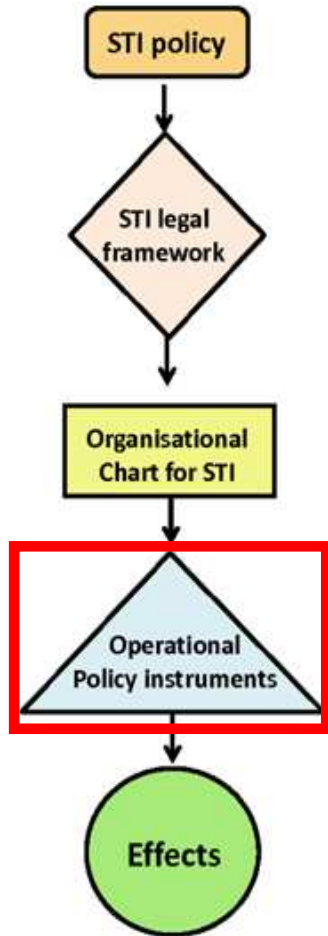 STI policy
STI legal
framework
Organisational
Chart for STI
Operational
Policy instruments
Effects